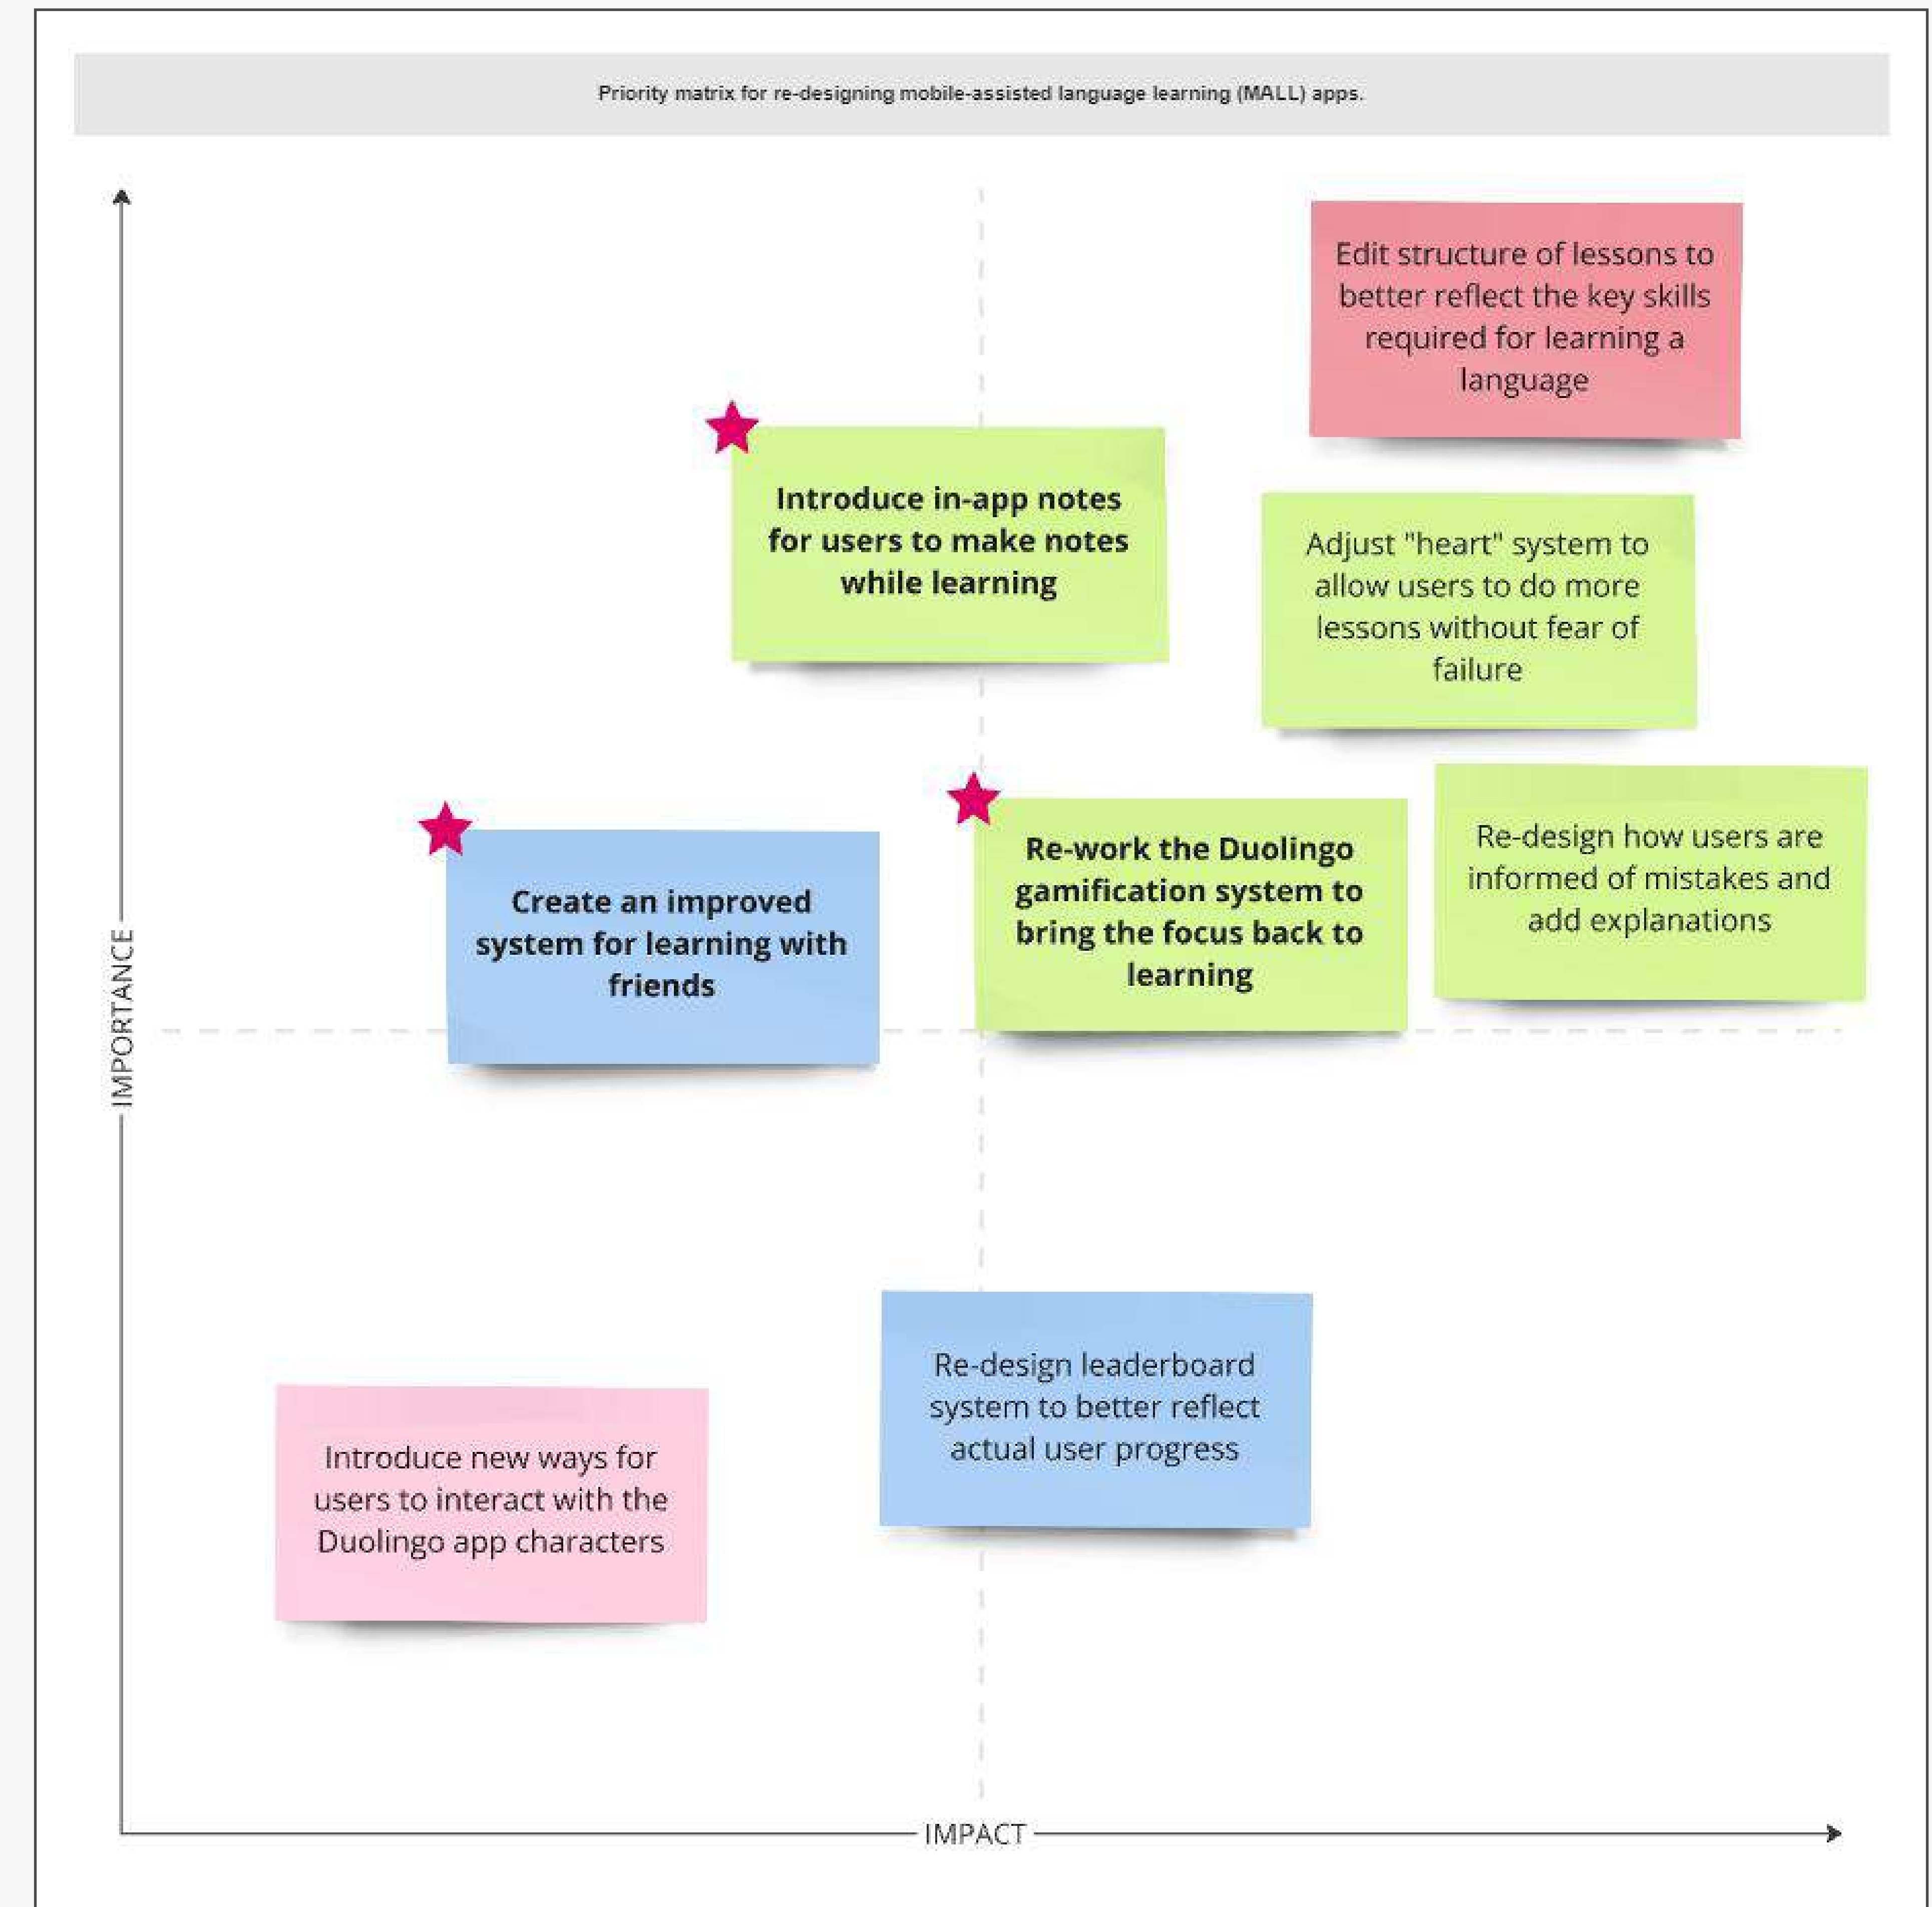 Priority matrix for re-designing mobile-assisted language learning (MALL) apps.
Edit structure of lessons to
better reflect the key skills
required for learning a
language
Introduce in-app notes
for users to make notes
while learning
Adjust "heart" system to
allow users to do more
lessons without fear of
failure
Re-design how users are
informed of mistakes and
add explanations
Re-work the Duolingo
gamification system to
bring the focus back to
learning
Create an improved
system for learning with
friends
IMPORTANCE
Re-design leaderboard
system to better reflect
actual user progress
Introduce new ways for
users to interact with the
Duolingo app characters
IMPACT